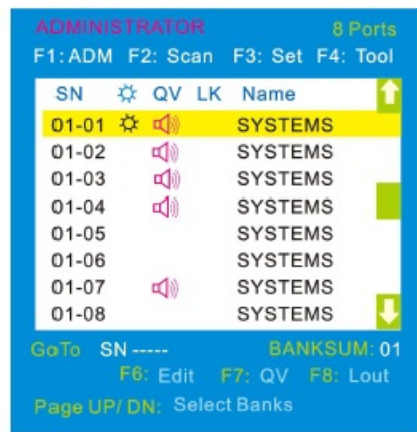 ADMINISTRATOR 8 Ports
F1:ADM F2: Scan F3: Set F4: Tool
SN QV LK Name
01-01 SYSTEMS
01-02 SYSTEMS
01-03 SYSTEMS
01-04 SYSTEMS
01-05 SYSTEMS
01-06 SYSTEMS
01-07 SYSTEMS
01-08 SYSTEMS
GoTo SN ----- BANKSUM: 01
F6: Edit F7: QV F8: Lout
Page UP/ DN: Select Banks